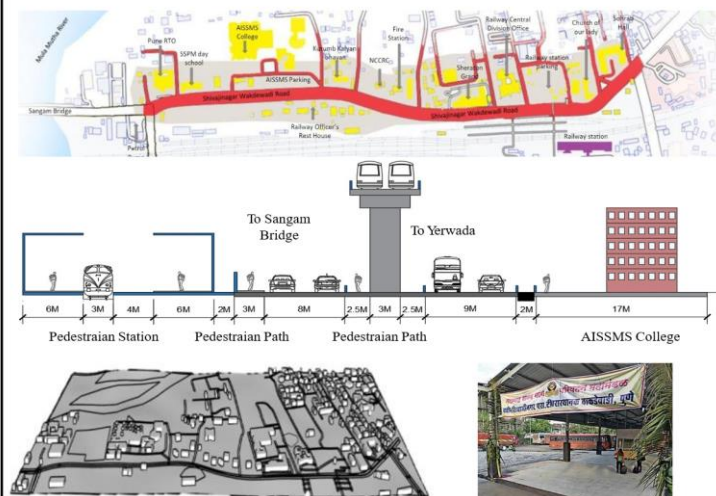 Pune RTO
SSPM day
school
AISSMS
College
AISSMS Parking
Kutumb Kalyan
bhavan
NCCRC
Fire
Station
Sheraton
Grand
Railway Central
Division Office
Railway station
parking
Church of
our lady
Sohrab
Hall
Mula Mutha River
Sangam Bridge
Shivajinagar Wakdewadi Road
Shivajinagar Wakdewadi Road
Railway Officer's
Rest House
Railway station
To Sangam
Bridge
To Yerwada
6M 3M 4M 6M 2M 3M 8M 2.5M 3M 2.5M 9M 2M 17M
Pedestraian Station Pedestraian Path Pedestraian Path AISSMS College